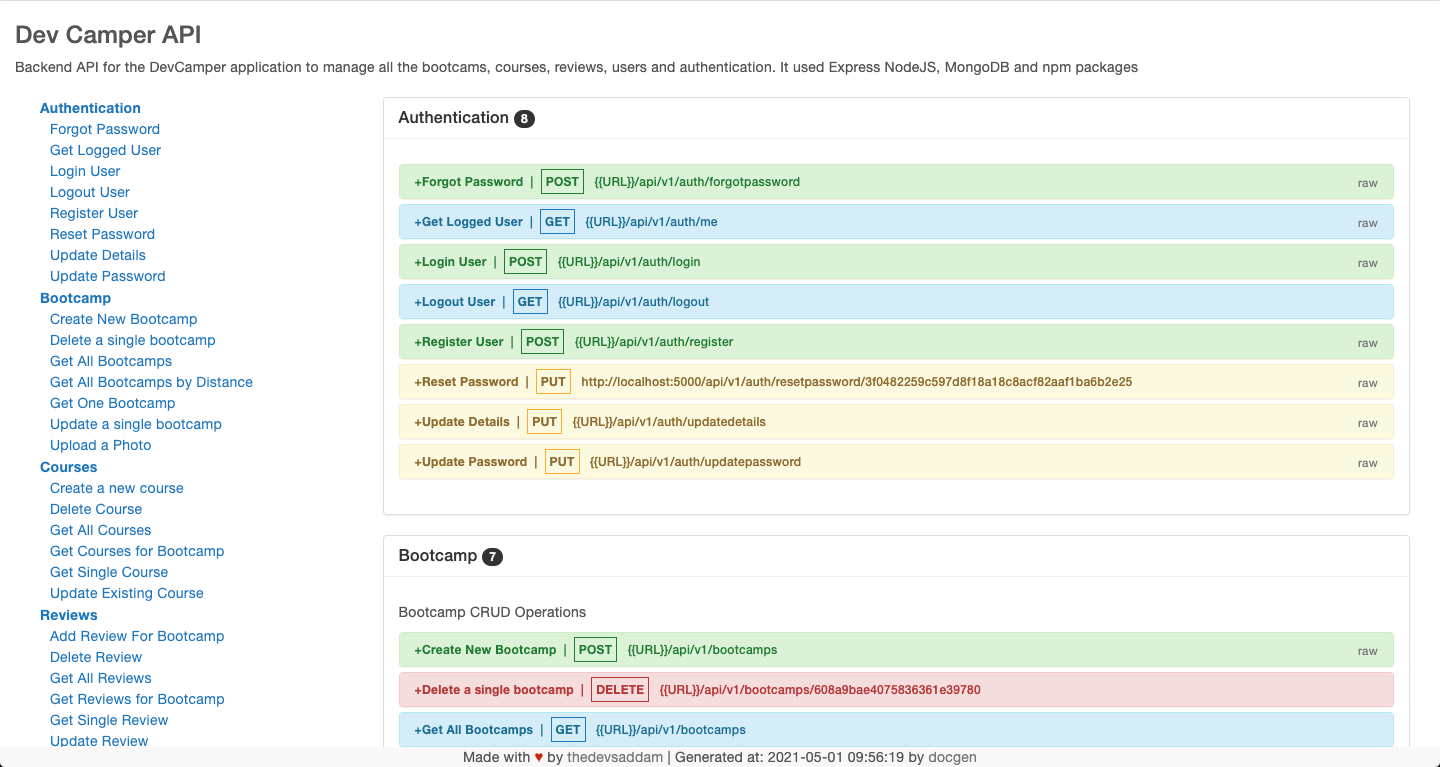 Dev Camper API
Backend API for the DevCamper application to manage all the bootcams, courses, reviews, users and authentication. It used Express NodeJS, MongoDB and npm packages
Authentication
Forgot Password
Get Logged User
Login User
Logout User
Register User
Reset Password
Update Details
Update Password
Bootcamp
Create New Bootcamp
Delete a single bootcamp
Get All Bootcamps
Get All Bootcamps by Distance
Get One Bootcamp
Update a single bootcamp
Upload a Photo
Courses
Create a new course
Delete Course
Get All Courses
Get Courses for Bootcamp
Get Single Course
Update Existing Course
Reviews
Add Review For Bootcamp
Delete Review
Get All Reviews
Get Reviews for Bootcamp
Get Single Review
Update Review
Authentication 8
+Forgot Password | POST {{URL}}/api/v1/auth/forgotpassword raw
+Get Logged User | GET {{URL}}/api/v1/auth/me raw
+Login User | POST {{URL}}/api/v1/auth/login raw
+Logout User | GET {{URL}}/api/v1/auth/logout
+Register User | POST {{URL}}/api/v1/auth/register raw
+Reset Password | PUT http://localhost:5000/api/v1/auth/resetpassword/3f0482259c597d8f18a18c8acf82aaf1ba6b2e25 raw
+Update Details | PUT {{URL}}/api/v1/auth/updatedetails raw
+Update Password | PUT {{URL}}/api/v1/auth/updatepassword raw
Bootcamp 7
Bootcamp CRUD Operations
+Create New Bootcamp | POST {{URL}}/api/v1/bootcamps raw
+Delete a single bootcamp | DELETE {{URL}}/api/v1/bootcamps/608a9bae4075836361e39780
+Get All Bootcamps | GET {{URL}}/api/v1/bootcamps
Made with ♥ by thedevsaddam | Generated at: 2021-05-01 09:56:19 by docgen